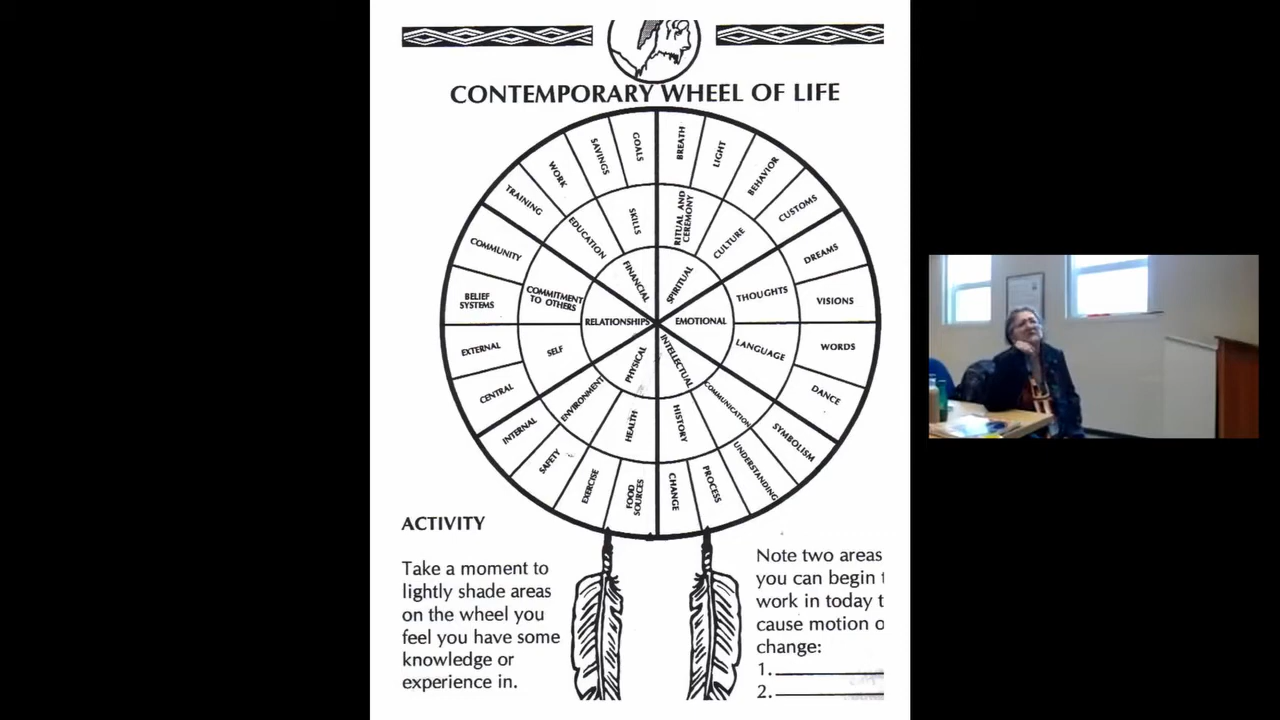 CONTEMPORARY WHEEL OF LIFE
GOALS
BREATH
SAVINGS
LIGHT
WORK
BEHAVIOR
TRAINING
CUSTOMS
SKILLS
RITUAL AND
CEREMONY
EDUCATION
CULTURE
COMMUNITY
DREAMS
FINANCIAL
SPIRITUAL
BELIEF
SYSTEMS
COMMITMENT
TO OTHERS
THOUGHTS
VISIONS
RELATIONSHIPS
EMOTIONAL
EXTERNAL
SELF
LANGUAGE
WORDS
PHYSICAL
INTELLECTUAL
CENTRAL
DANCE
ENVIRONMENT
COMMUNICATION
INTERNAL
HEALTH
HISTORY
SYMBOLISM
SAFETY
UNDERSTANDING
EXERCISE
FOOD
SOURCES
CHANGE
PROCESS
ACTIVITY
Take a moment to
lightly shade areas
on the wheel you
feel you have some
knowledge or
experience in.
Note two areas
you can begin
work in today
cause motion
change:
1.
2.